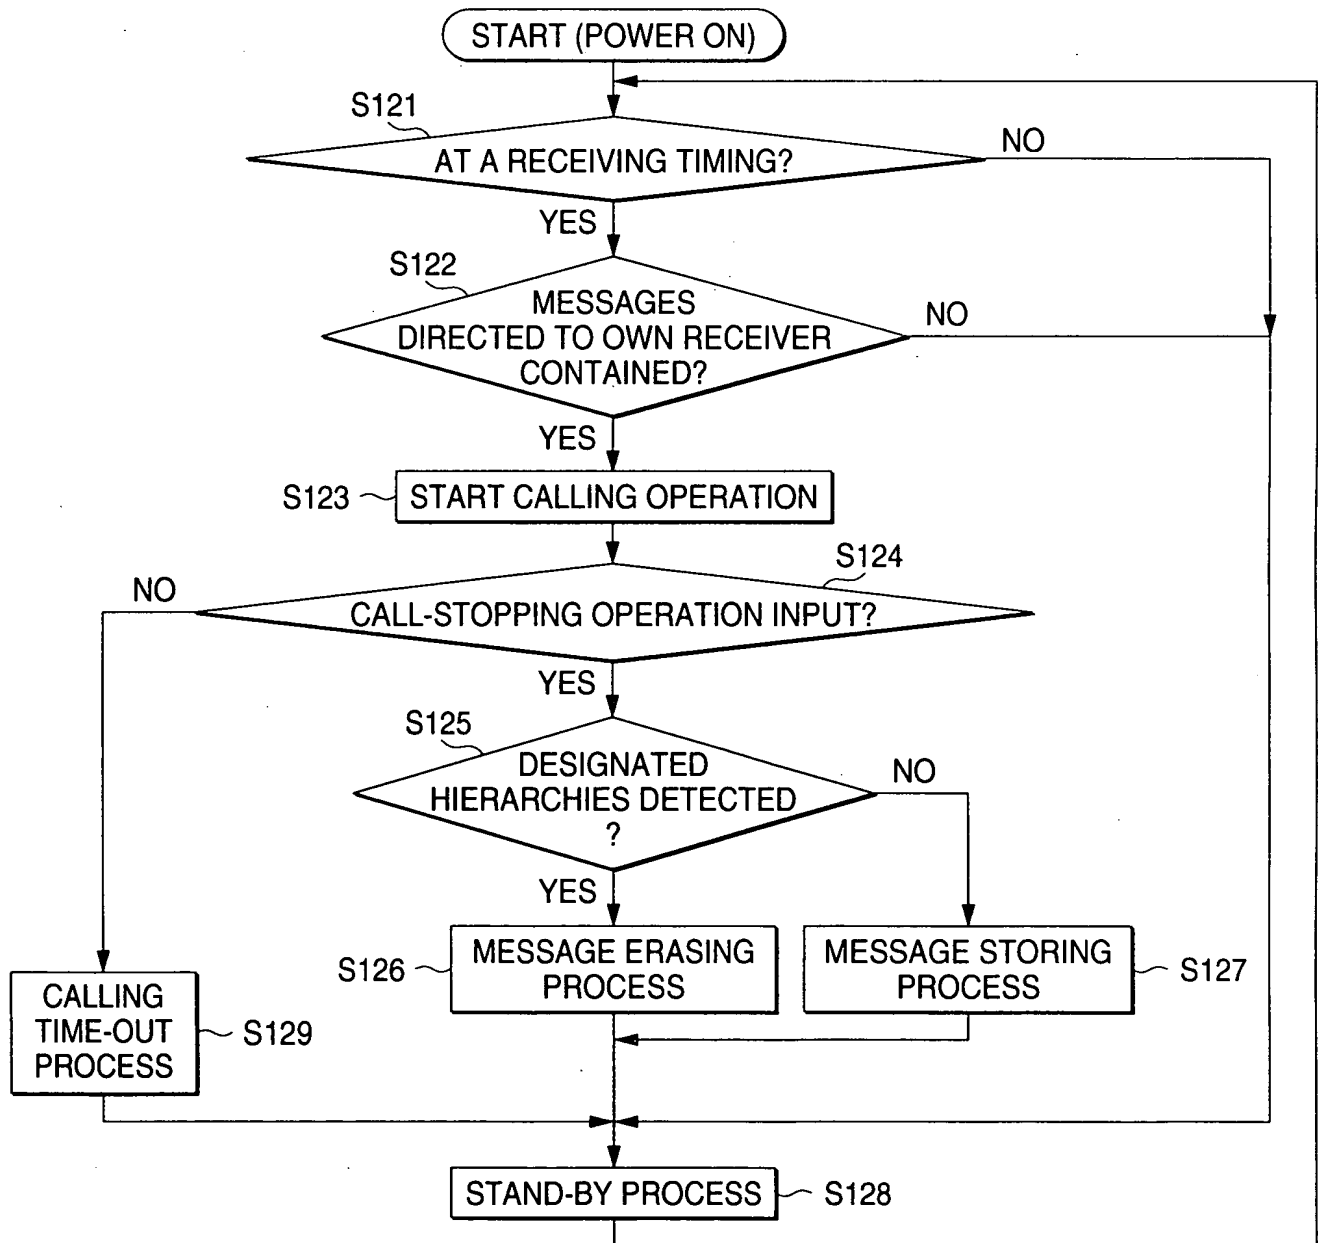 START (POWER ON)
S121
AT A RECEIVING TIMING?
NO
YES
S122
MESSAGES
DIRECTED TO OWN RECEIVER
CONTAINED?
NO
YES
S123
START CALLING OPERATION
S124
NO
CALL-STOPPING OPERATION INPUT?
YES
S125
DESIGNATED
HIERARCHIES DETECTED
?
NO
YES
S126
MESSAGE ERASING
PROCESS
MESSAGE STORING
PROCESS
S127
CALLING
TIME-OUT
PROCESS
S129
STAND-BY PROCESS
S128